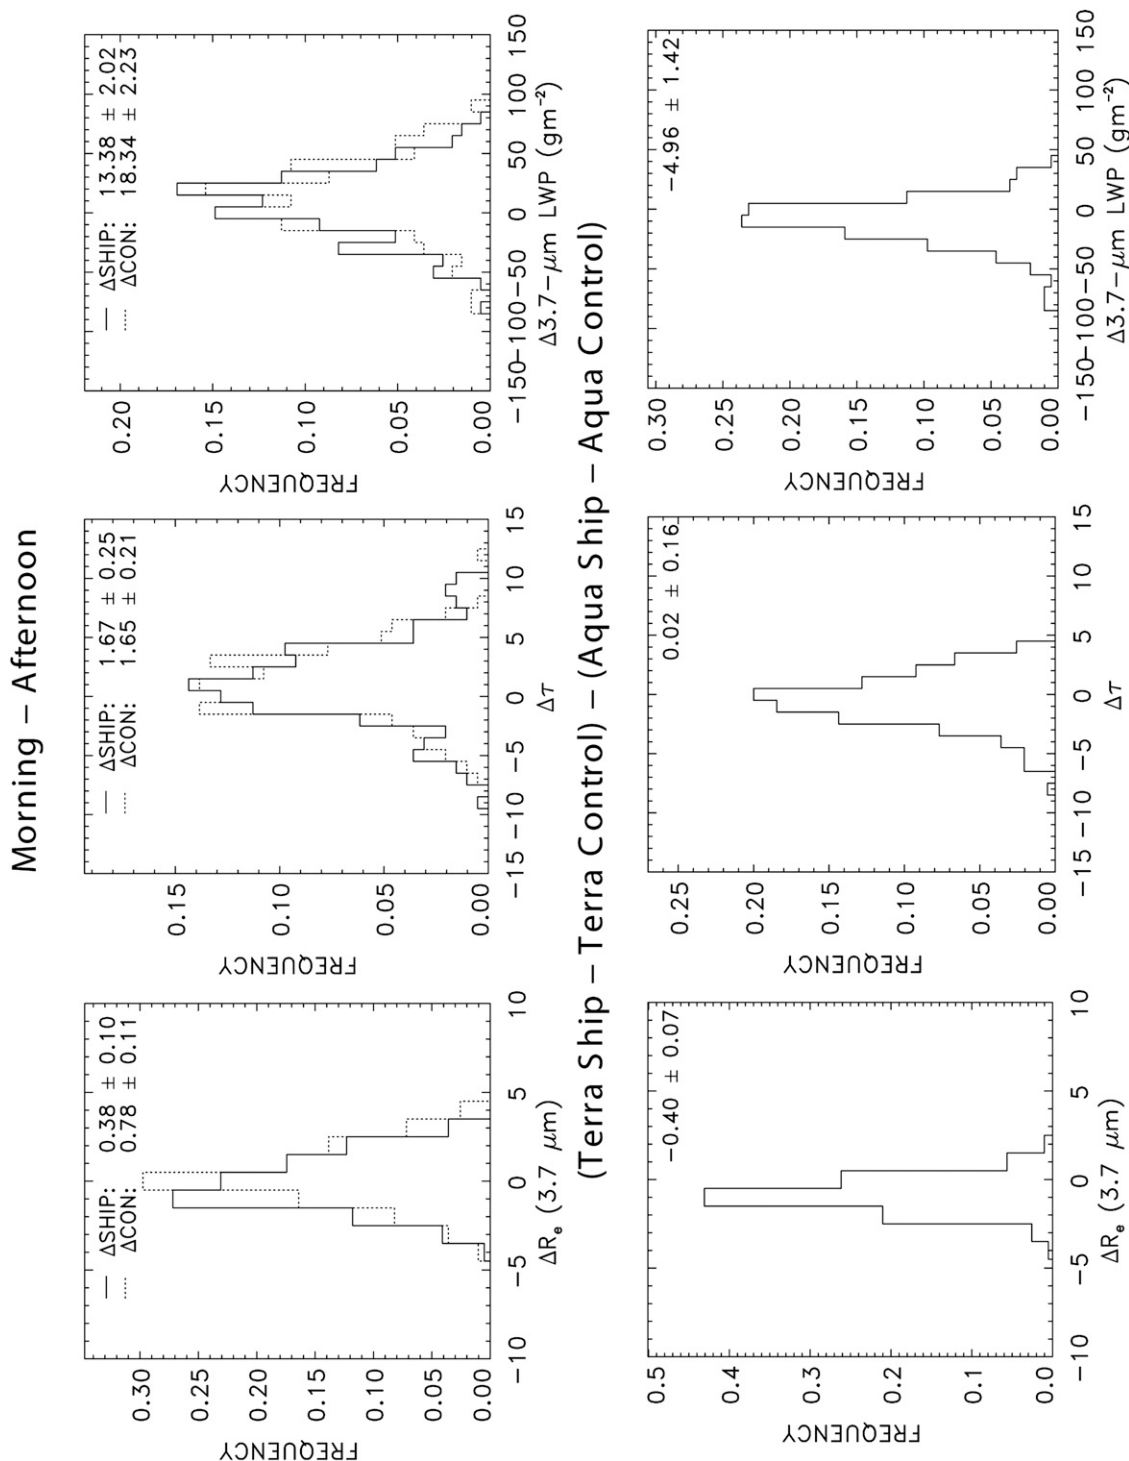 Morning – Afternoon
— ΔSHIP: 0.38 ± 0.10
ΔCON: 0.78 ± 0.11
FREQUENCY
0.30
0.25
0.20
0.15
0.10
0.05
0.00
−10 −5 0 5 10
ΔRe (3.7 μm)
— ΔSHIP: 1.67 ± 0.25
ΔCON: 1.65 ± 0.21
FREQUENCY
0.15
0.10
0.05
0.00
−15 −10 −5 0 5 10 15
Δτ
— ΔSHIP: 13.38 ± 2.02
ΔCON: 18.34 ± 2.23
FREQUENCY
0.20
0.15
0.10
0.05
0.00
−150−100−50 0 50 100 150
Δ3.7−μm LWP (gm⁻²)
(Terra Ship – Terra Control) – (Aqua Ship – Aqua Control)
−0.40 ± 0.07
FREQUENCY
0.5
0.4
0.3
0.2
0.1
0.0
−10 −5 0 5 10
ΔRe (3.7 μm)
0.02 ± 0.16
FREQUENCY
0.25
0.20
0.15
0.10
0.05
0.00
−15 −10 −5 0 5 10 15
Δτ
−4.96 ± 1.42
FREQUENCY
0.30
0.25
0.20
0.15
0.10
0.05
0.00
−150−100−50 0 50 100 150
Δ3.7−μm LWP (gm⁻²)